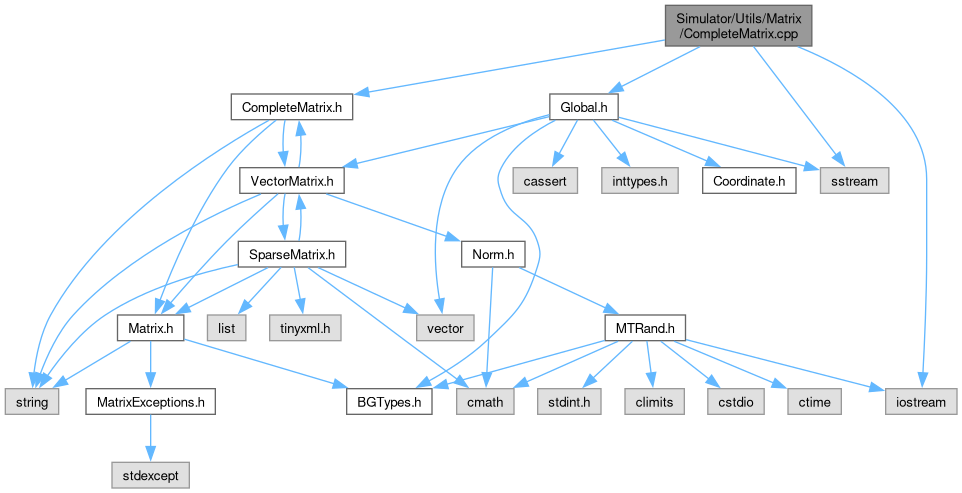 Simulator/Utils/Matrix
/CompleteMatrix.cpp
CompleteMatrix.h
Global.h
VectorMatrix.h
cassert
inttypes.h
Coordinate.h
sstream
SparseMatrix.h
Norm.h
Matrix.h
list
tinyxml.h
vector
MTRand.h
string
MatrixExceptions.h
BGTypes.h
cmath
stdint.h
climits
cstdio
ctime
iostream
stdexcept